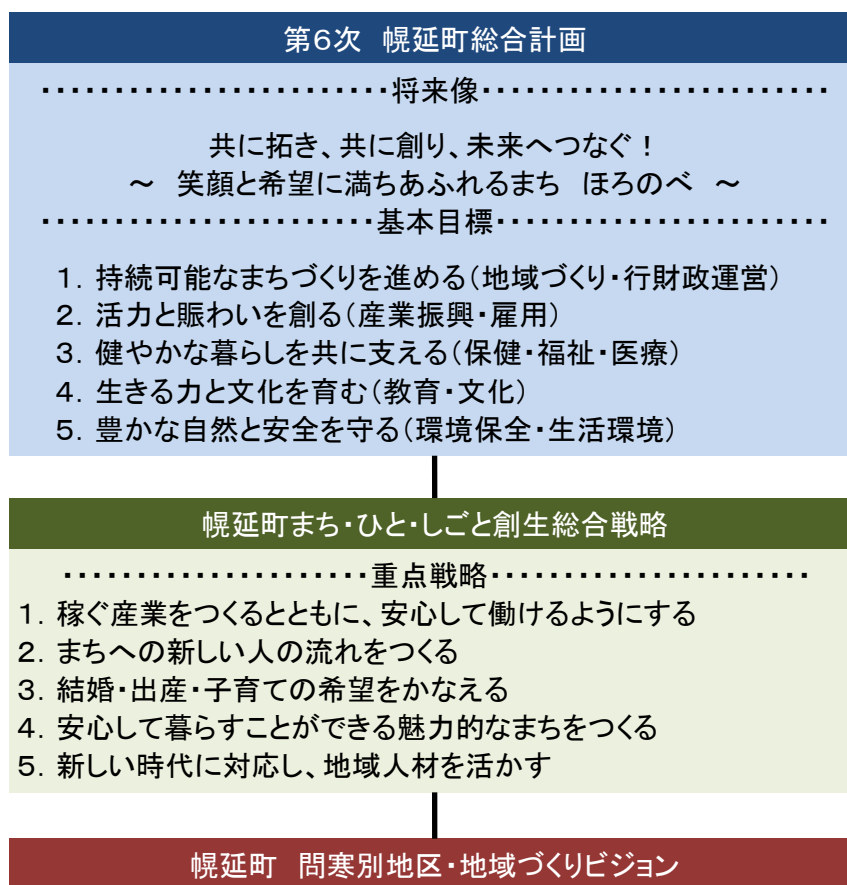 第６次　幌延町総合計画
・・・・・・・・・・・・・・・・・・・・・・・・将来像・・・・・・・・・・・・・・・・・・・・・・・・
共に拓き、共に創り、未来へつなぐ！
～　笑顔と希望に満ちあふれるまち　ほろのべ　～
・・・・・・・・・・・・・・・・・・・・・・・基本目標・・・・・・・・・・・・・・・・・・・・・・・
１．持続可能なまちづくりを進める（地域づくり・行財政運営）
２．活力と賑わいを創る（産業振興・雇用）
３．健やかな暮らしを共に支える（保健・福祉・医療）
４．生きる力と文化を育む（教育・文化）
５．豊かな自然と安全を守る（環境保全・生活環境）
幌延町まち・ひと・しごと創生総合戦略
・・・・・・・・・・・・・・・・・・・・・重点戦略・・・・・・・・・・・・・・・・・・・・・・
１．稼ぐ産業をつくるとともに、安心して働けるようにする
２．まちへの新しい人の流れをつくる
３．結婚・出産・子育ての希望をかなえる
４．安心して暮らすことができる魅力的なまちをつくる
５．新しい時代に対応し、地域人材を活かす
幌延町　問寒別地区・地域づくりビジョン